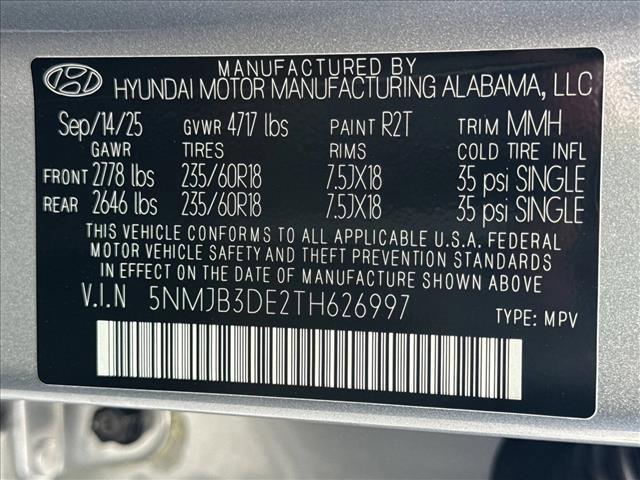 MANUFACTURED BY
HYUNDAI MOTOR MANUFACTURING ALABAMA, LLC
Sep/14/25 GVWR 4717 lbs PAINT R2T TRIM MMH
GAWR TIRES RIMS COLD TIRE INFL
FRONT 2778 lbs 235/60R18 7.5JX18 35 psi SINGLE
REAR 2646 lbs 235/60R18 7.5JX18 35 psi SINGLE
THIS VEHICLE CONFORMS TO ALL APPLICABLE U.S.A. FEDERAL
MOTOR VEHICLE SAFETY AND THEFT PREVENTION STANDARDS
IN EFFECT ON THE DATE OF MANUFACTURE SHOWN ABOVE
V.I.N 5NMJB3DE2TH626997 TYPE: MPV